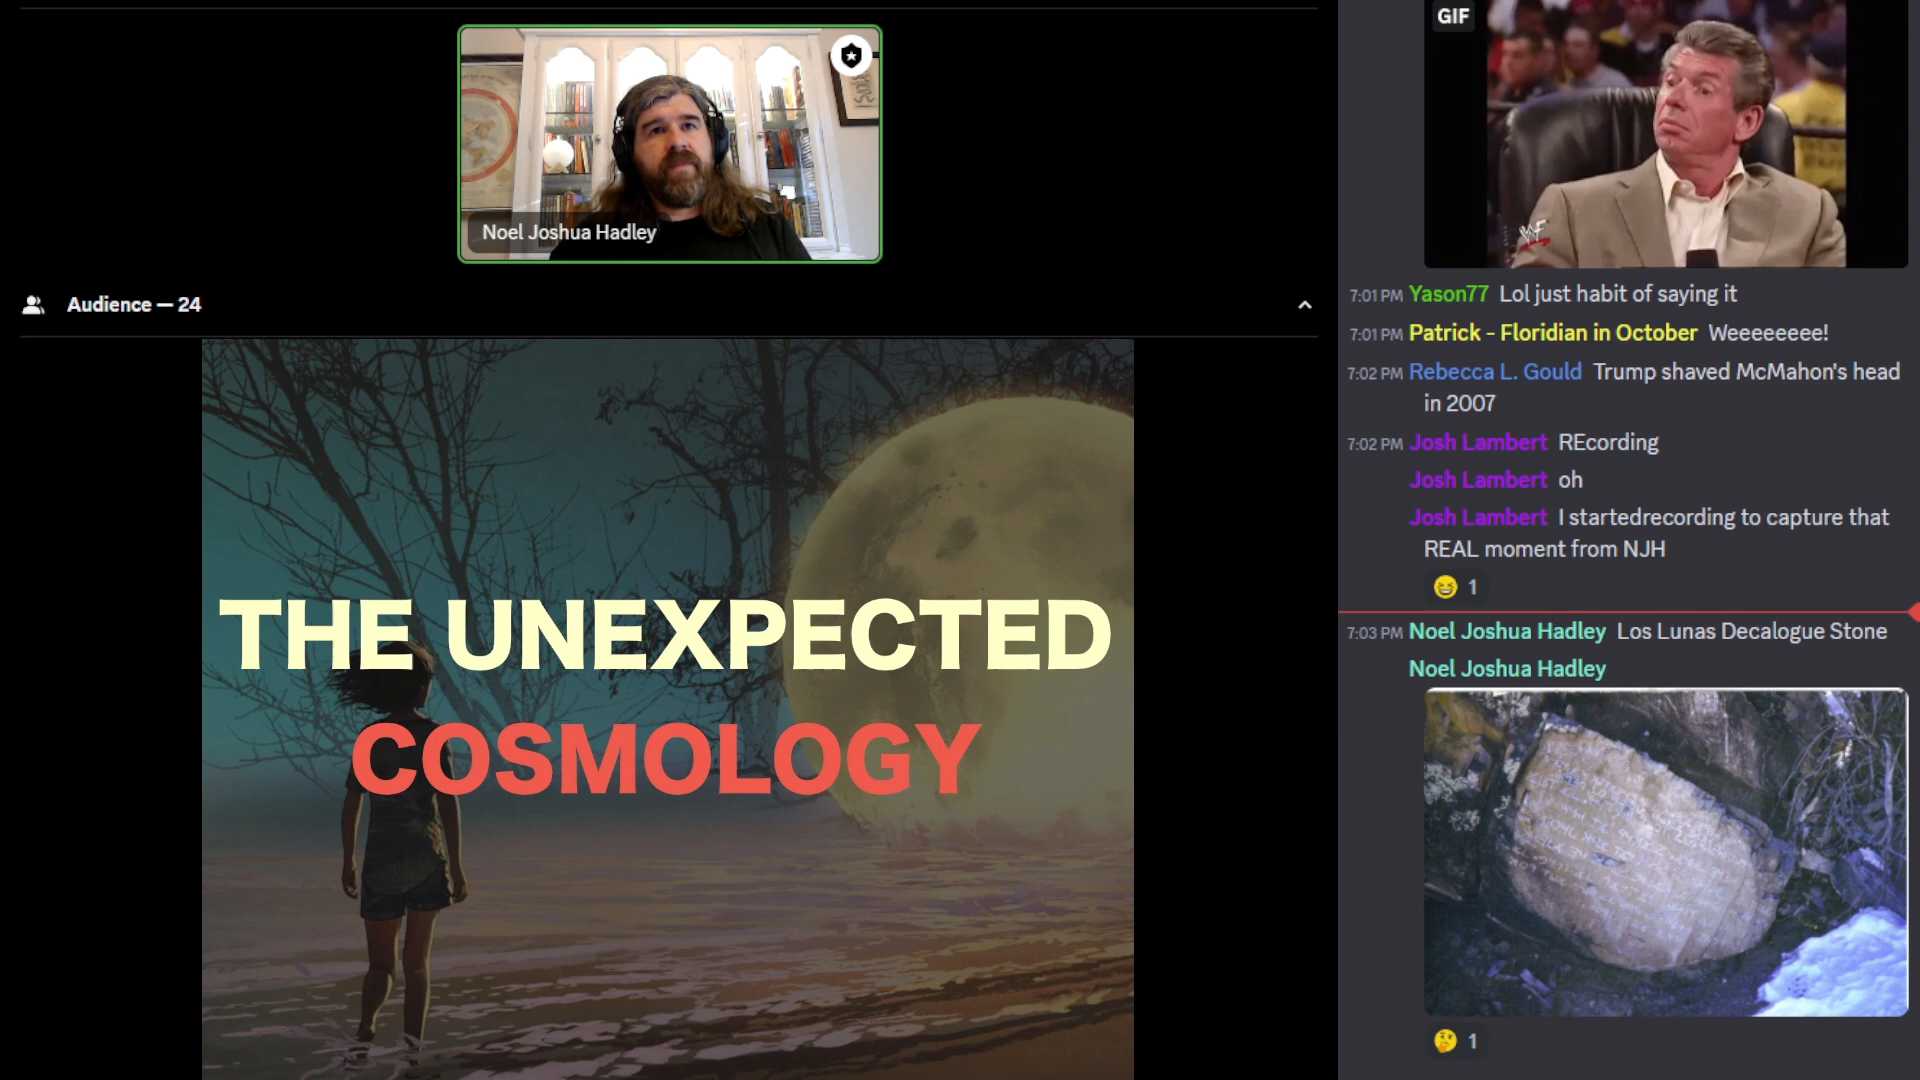 Noel Joshua Hadley
Audience — 24
THE UNEXPECTED
COSMOLOGY
GIF
7:01 PM Yason77 Lol just habit of saying it
7:01 PM Patrick - Floridian in October Weeeeeeee!
7:02 PM Rebecca L. Gould Trump shaved McMahon's head
in 2007
7:02 PM Josh Lambert REcording
Josh Lambert oh
Josh Lambert I startedrecording to capture that
REAL moment from NJH
1
7:03 PM Noel Joshua Hadley Los Lunas Decalogue Stone
Noel Joshua Hadley
1